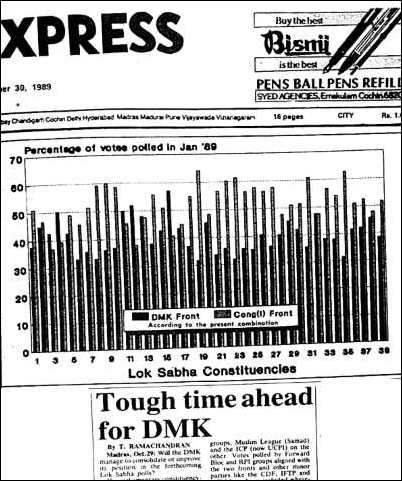 XPRESS
Buy the best
Bismi
is the best
PENS BALL PENS REFILL
SYED AGENCIES, Ernakulam Cochin 6820
er 30, 1989
bay Chandigarh Cochin Delhi Hyderabad Madras Madurai Pune Vijayawada Vizianagaram
16 pages
CITY
Rs. 1.
Percentage of votes polled in Jan '89
70
60
50
40
30
20
10
0
DMK Front
Cong(I) Front
According to the present combination
1 3 5 7 9 11 13 15 17 19 21 23 25 27 29 31 33 35 37 39
Lok Sabha Constituencies
Tough time ahead
for DMK
By T. RAMACHANDRAN
Madras, Oct. 29: Will the DMK
manage to consolidate or improve
its position in the forthcoming
Lok Sabha polls?
constituency
groups, Muslim League (Samad)
and the ICP (now UCPI) on the
other. Votes polled by Forward
Bloc and RPI groups aligned with
the two fronts and other minor
parties like the CDF, IFTP and